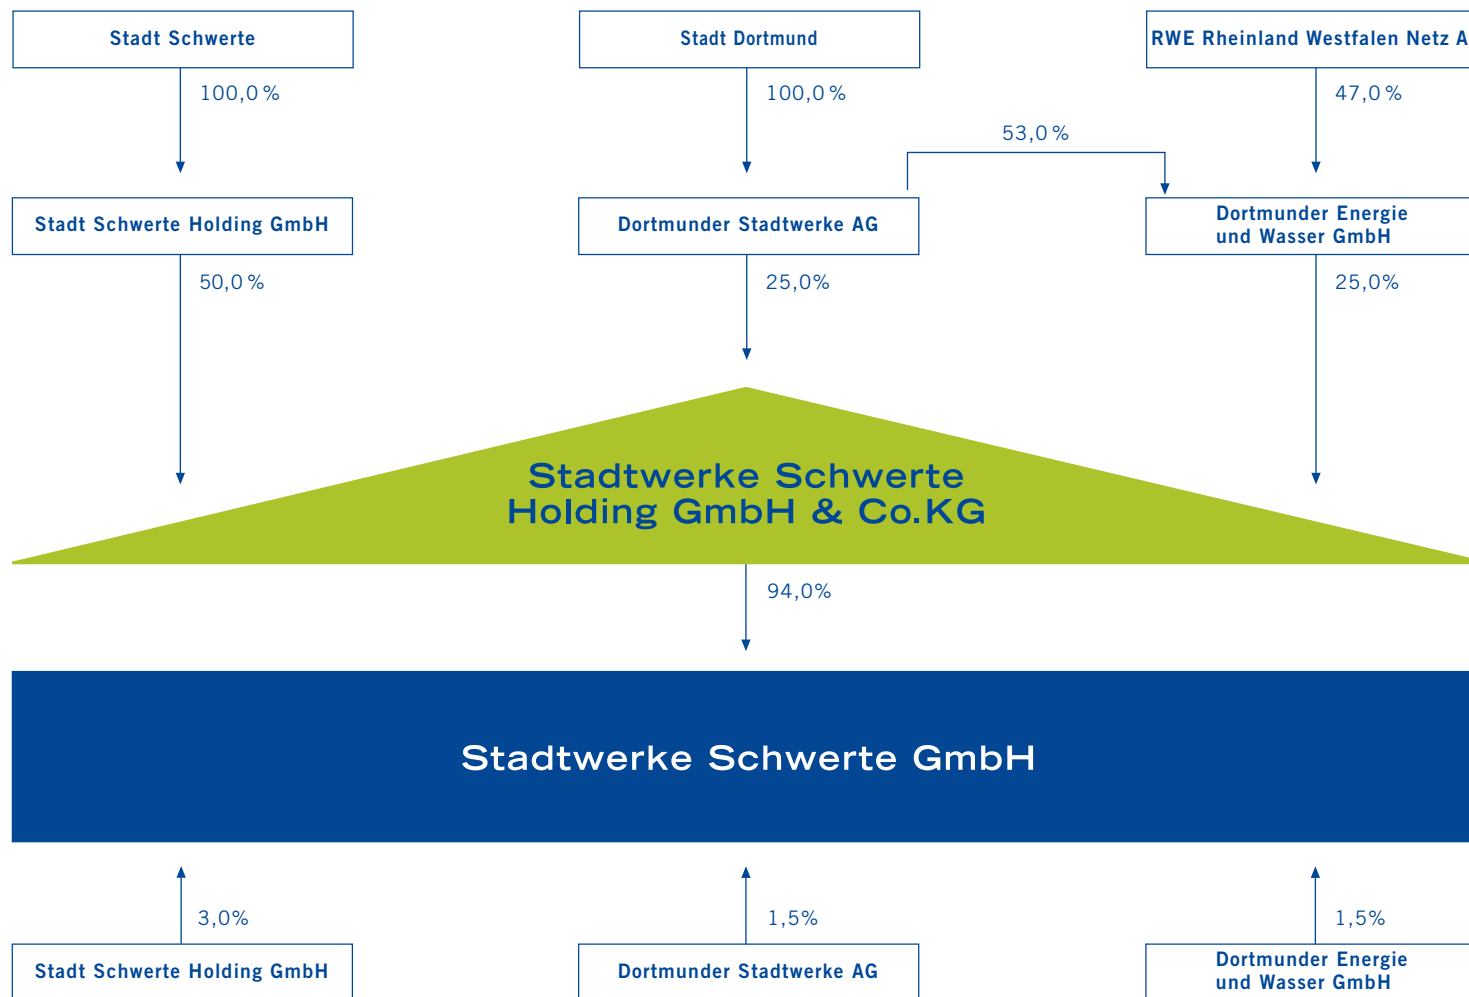 Stadt Schwerte
Stadt Dortmund
RWE Rheinland Westfalen Netz A
100,0 %
100,0 %
47,0 %
53,0 %
Stadt Schwerte Holding GmbH
Dortmunder Stadtwerke AG
Dortmunder Energie
und Wasser GmbH
50,0 %
25,0%
25,0%
Stadtwerke Schwerte
Holding GmbH & Co.KG
94,0%
Stadtwerke Schwerte GmbH
3,0%
1,5%
1,5%
Stadt Schwerte Holding GmbH
Dortmunder Stadtwerke AG
Dortmunder Energie
und Wasser GmbH